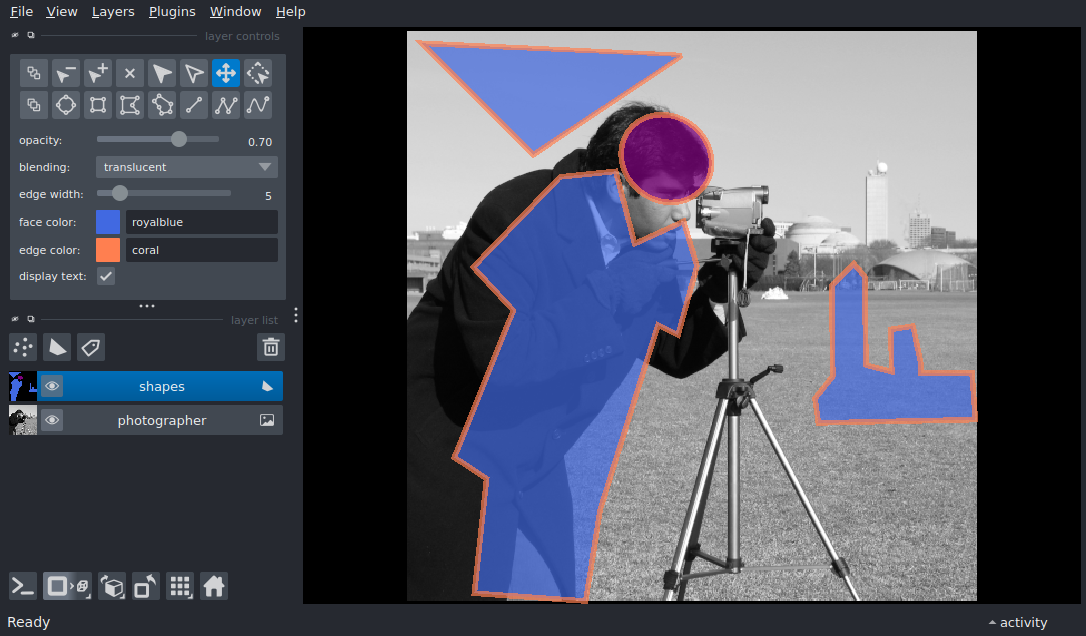 File View Layers Plugins Window Help
layer controls
opacity: 0.70
blending: translucent
edge width: 5
face color: royalblue
edge color: coral
display text:
layer list
shapes
photographer
Ready
activity